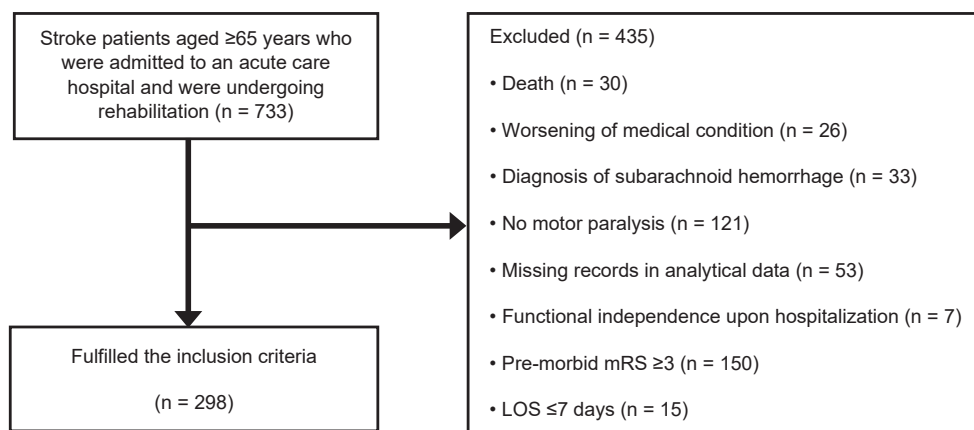 Stroke patients aged ≥65 years who
were admitted to an acute care
hospital and were undergoing
rehabilitation (n = 733)
Excluded (n = 435)
• Death (n = 30)
• Worsening of medical condition (n = 26)
• Diagnosis of subarachnoid hemorrhage (n = 33)
• No motor paralysis (n = 121)
• Missing records in analytical data (n = 53)
• Functional independence upon hospitalization (n = 7)
• Pre-morbid mRS ≥3 (n = 150)
• LOS ≤7 days (n = 15)
Fulfilled the inclusion criteria
(n = 298)